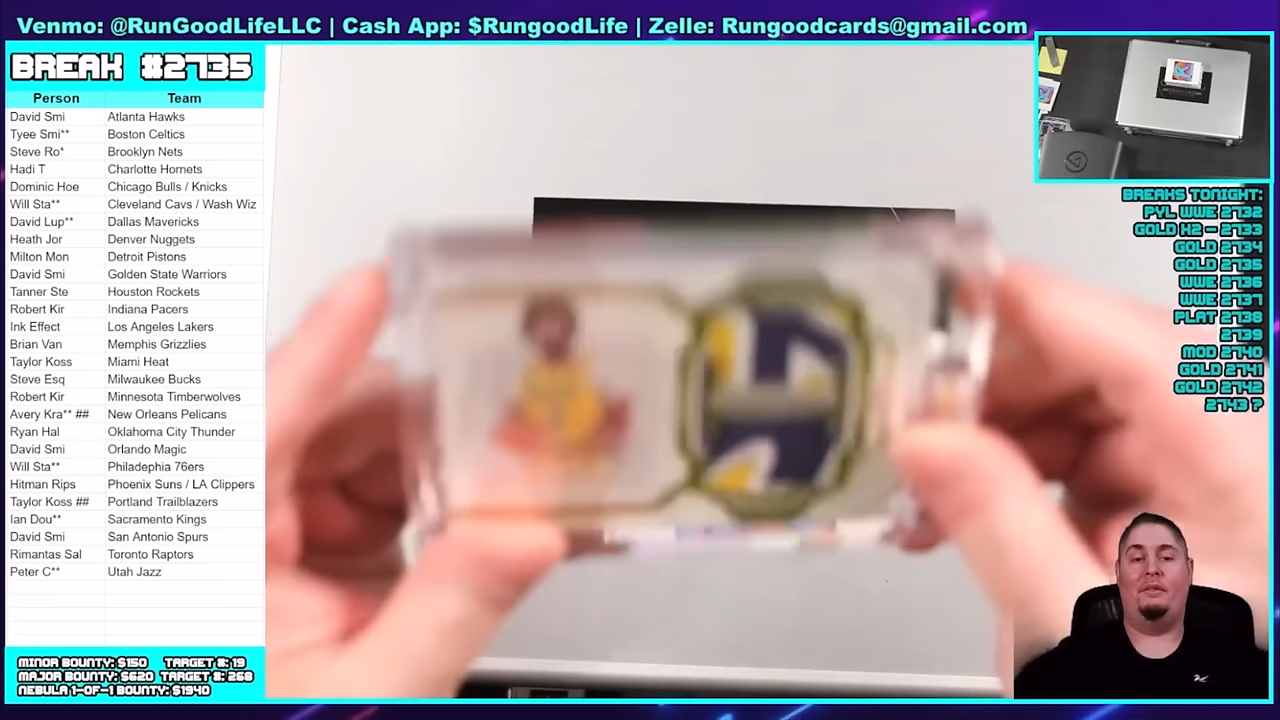 Venmo: @RunGoodLifeLLC | Cash App: $RungoodLife | Zelle: Rungoodcards@gmail.com
BREAK #2735
Person Team
David Smi Atlanta Hawks
Tyee Smi** Boston Celtics
Steve Ro* Brooklyn Nets
Hadi T Charlotte Hornets
Dominic Hoe Chicago Bulls / Knicks
Will Sta** Cleveland Cavs / Wash Wiz
David Lup** Dallas Mavericks
Heath Jor Denver Nuggets
Milton Mon Detroit Pistons
David Smi Golden State Warriors
Tanner Ste Houston Rockets
Robert Kir Indiana Pacers
Ink Effect Los Angeles Lakers
Brian Van Memphis Grizzlies
Taylor Koss Miami Heat
Steve Esq Milwaukee Bucks
Robert Kir Minnesota Timberwolves
Avery Kra** ## New Orleans Pelicans
Ryan Hal Oklahoma City Thunder
David Smi Orlando Magic
Will Sta** Philadephia 76ers
Hitman Rips Phoenix Suns / LA Clippers
Taylor Koss ## Portland Trailblazers
Ian Dou** Sacramento Kings
David Smi San Antonio Spurs
Rimantas Sal Toronto Raptors
Peter C** Utah Jazz
MINOR BOUNTY: $150 TARGET #: 19
MAJOR BOUNTY: $620 TARGET #: 268
NEBULA 1-OF-1 BOUNTY: $1940
BREAKS TONIGHT:
PYL WWE 2732
GOLD X2 - 2733
GOLD 2734
GOLD 2735
WWE 2736
WWE 2737
PLAT 2738
2739
MOD 2740
GOLD 2741
GOLD 2742
2743 ?